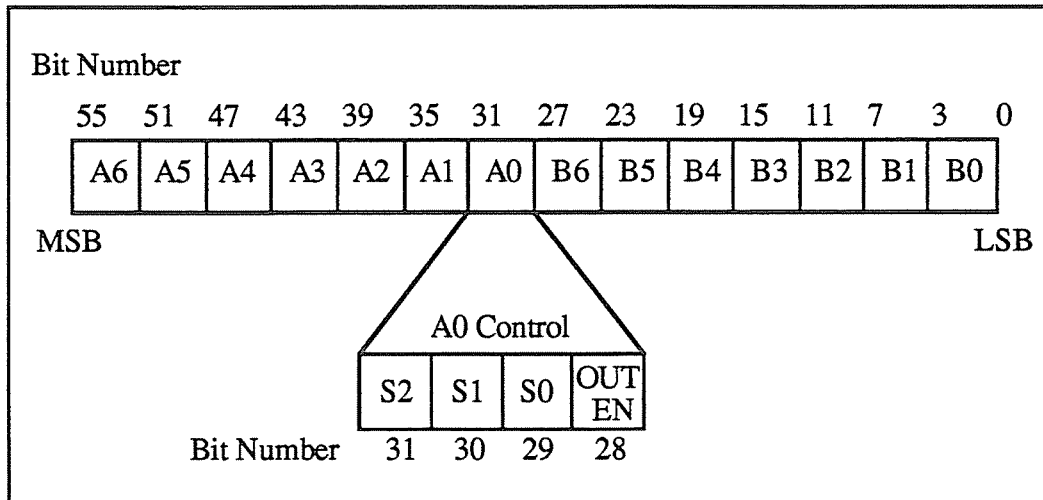 Bit Number
55 51 47 43 39 35 31 27 23 19 15 11 7 3 0
A6 A5 A4 A3 A2 A1 A0 B6 B5 B4 B3 B2 B1 B0
MSB LSB
A0 Control
S2 S1 S0 OUT EN
Bit Number 31 30 29 28